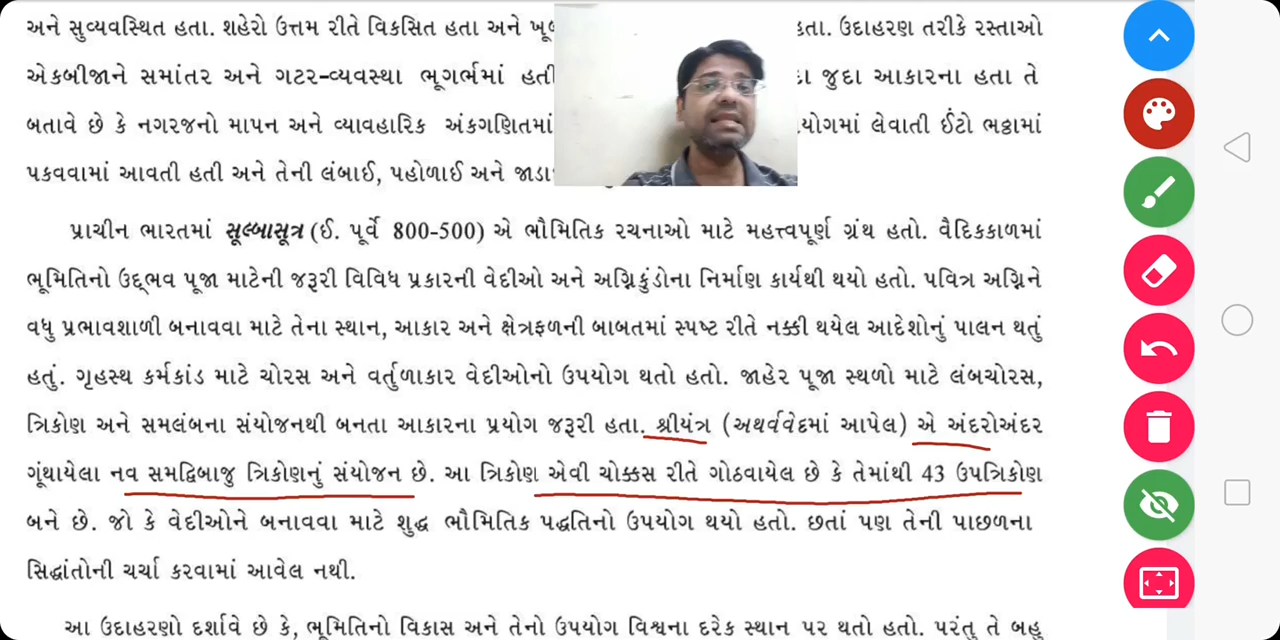 અને સુવ્યવસ્થિત હતા. શહેરો ઉત્તમ રીતે વિકસિત હતા અને હતા. ઉદાહરણ તરીકે રસ્તાઓ
એકબીજાને સમાંતર અને ગટર-વ્યવસ્થા ભૂગર્ભમાં હતી જુદા આકારના હતા તે
બતાવે છે કે નગરજનો માપન અને વ્યાવહારિક અંકગણિતમાં લેવાતી ઈંટો ભઠ્ઠામાં
પકવવામાં આવતી હતી અને તેની લંબાઈ, પહોળાઈ અને
પ્રાચીન ભારતમાં સૂલ્બાસૂત્ર (ઈ. પૂર્વે 800-500) એ ભૌમિતિક રચનાઓ માટે મહત્ત્વપૂર્ણ ગ્રંથ હતો. વૈદિકકાળમાં
ભૂમિતિનો ઉદ્ભવ પૂજા માટેની જરૂરી વિવિધ પ્રકારની વેદીઓ અને અગ્નિકુંડોના નિર્માણ કાર્યથી થયો હતો. પવિત્ર અગ્નિને
વધુ પ્રભાવશાળી બનાવવા માટે તેના સ્થાન, આકાર અને ક્ષેત્રફળની બાબતમાં સ્પષ્ટ રીતે નક્કી થયેલ આદેશોનું પાલન થતું
હતું. ગૃહસ્થ કર્મકાંડ માટે ચોરસ અને વર્તુળાકાર વેદીઓનો ઉપયોગ થતો હતો. જાહેર પૂજા સ્થળો માટે લંબચોરસ,
ત્રિકોણ અને સમલંબના સંયોજનથી બનતા આકારના પ્રયોગ જરૂરી હતા. શ્રીયંત્ર (અથર્વવેદમાં આપેલ) એ અંદરોઅંદર
ગૂંથાયેલા નવ સમદ્વિબાજુ ત્રિકોણનું સંયોજન છે. આ ત્રિકોણ એવી ચોક્કસ રીતે ગોઠવાયેલ છે કે તેમાંથી 43 ઉપત્રિકોણ
બને છે. જો કે વેદીઓને બનાવવા માટે શુદ્ધ ભૌમિતિક પદ્ધતિનો ઉપયોગ થયો હતો. છતાં પણ તેની પાછળના
સિદ્ધાંતોની ચર્ચા કરવામાં આવેલ નથી.
આ ઉદાહરણો દર્શાવે છે કે, ભૂમિતિનો વિકાસ અને તેનો ઉપયોગ વિશ્વના દરેક સ્થાન પર થતો હતો. પરંતુ તે બહુ